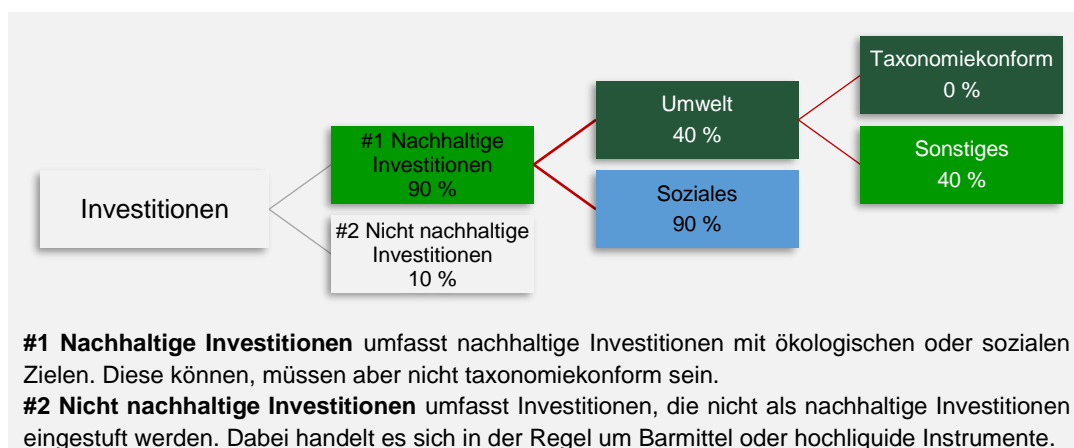 Taxonomiekonform
0 %
Umwelt
40 %
#1 Nachhaltige
Investitionen
90 %
Sonstiges
40 %
Investitionen
Soziales
90 %
#2 Nicht nachhaltige
Investitionen
10 %
#1 Nachhaltige Investitionen umfasst nachhaltige Investitionen mit ökologischen oder sozialen
Zielen. Diese können, müssen aber nicht taxonomiekonform sein.
#2 Nicht nachhaltige Investitionen umfasst Investitionen, die nicht als nachhaltige Investitionen
eingestuft werden. Dabei handelt es sich in der Regel um Barmittel oder hochliquide Instrumente.